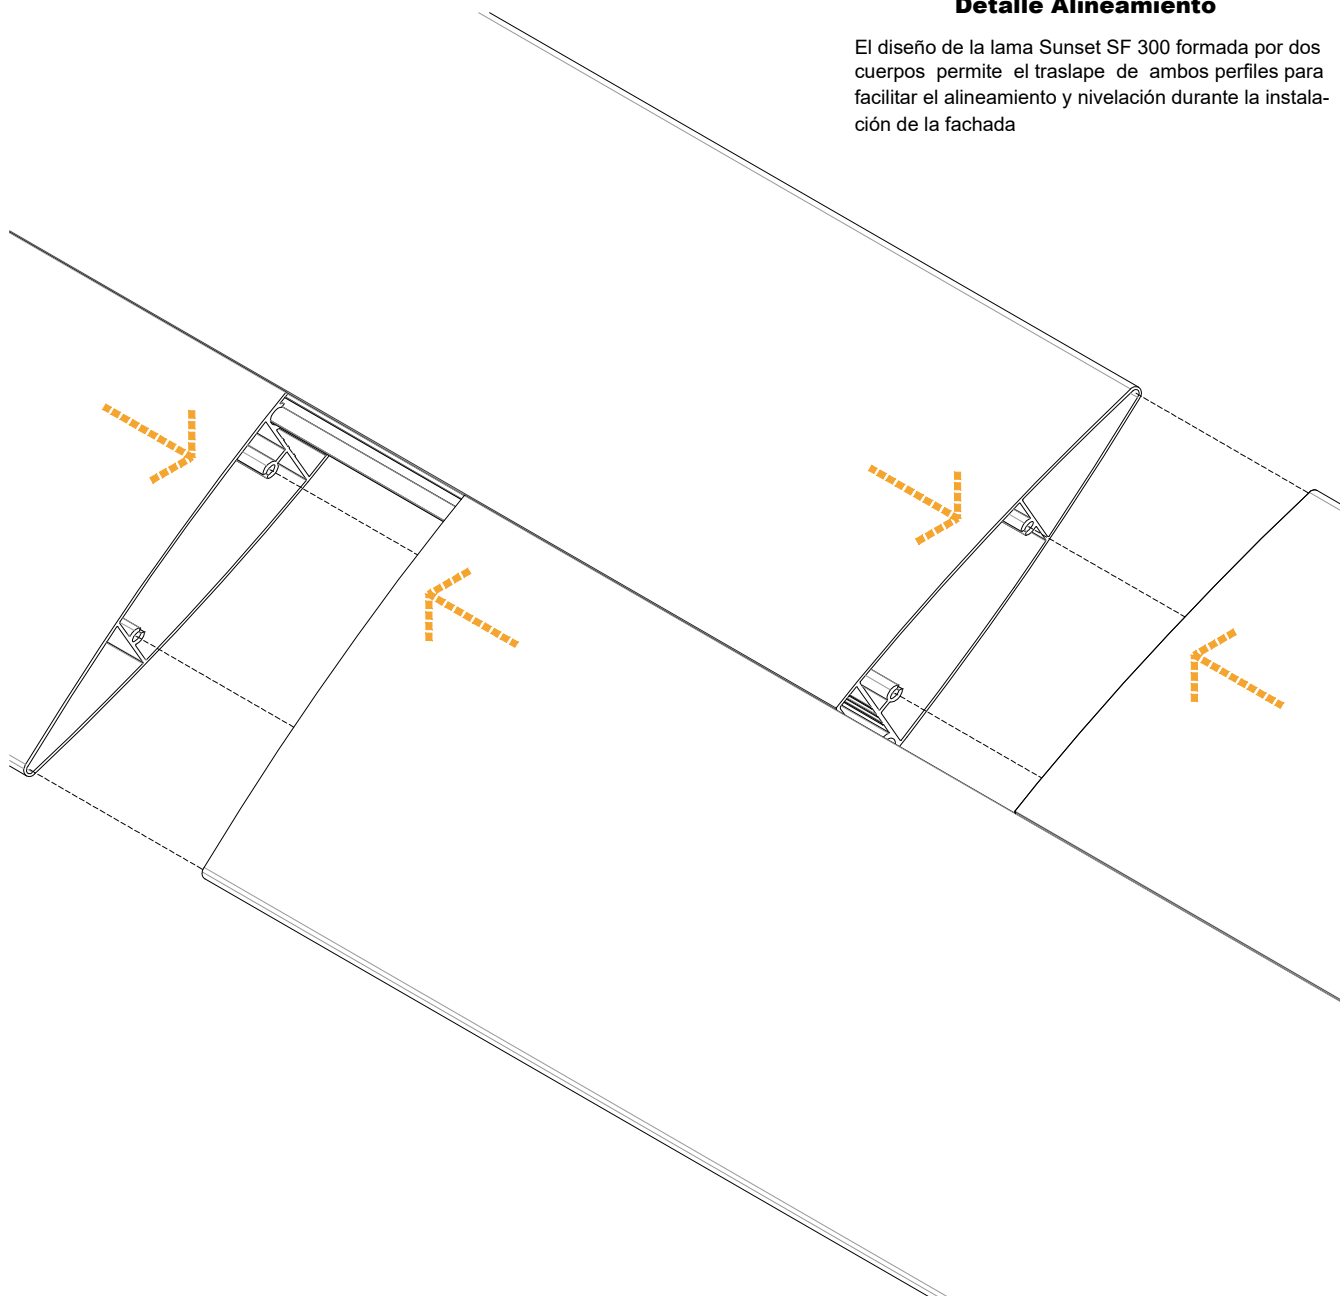 Detalle Alineamiento
El diseño de la lama Sunset SF 300 formada por dos
cuerpos permite el traslape de ambos perfiles para
facilitar el alineamiento y nivelación durante la instala-
ción de la fachada